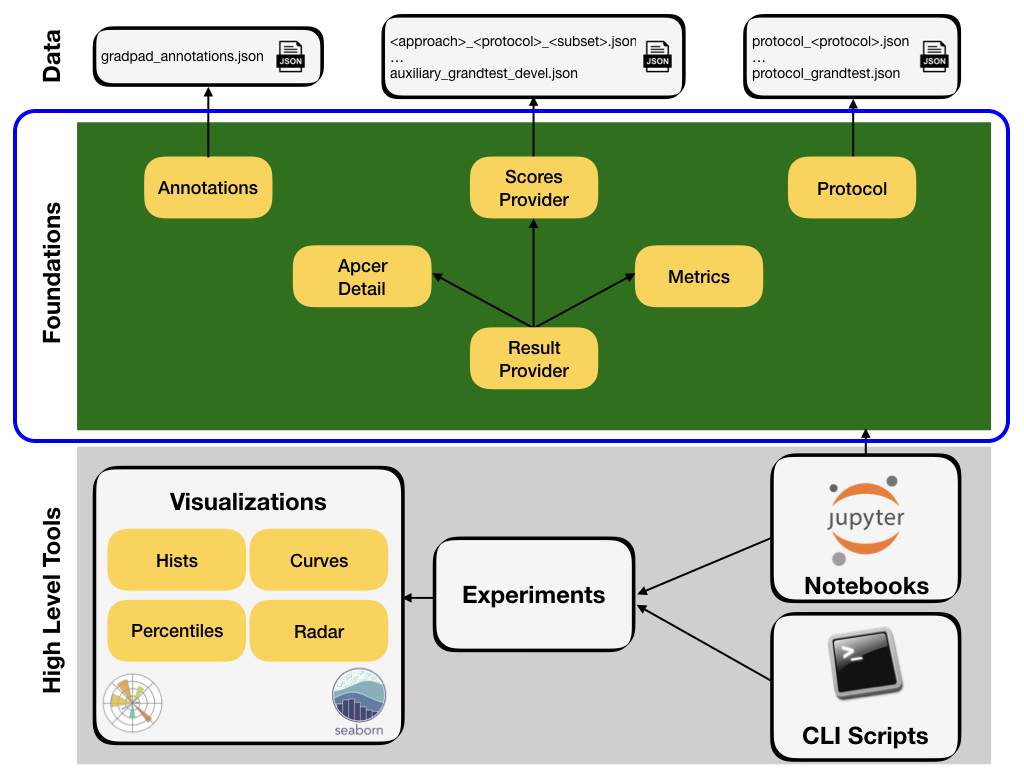 Data
gradpad_annotations.json
JSON
<approach>_<protocol>_<subset>.json
...
auxiliary_grandtest_devel.json
JSON
protocol_<protocol>.json
...
protocol_grandtest.json
JSON
Foundations
Annotations
Scores
Provider
Protocol
Apcer
Detail
Metrics
Result
Provider
High Level Tools
Visualizations
Hists
Curves
Percentiles
Radar
seaborn
Experiments
jupyter
Notebooks
>_
CLI Scripts